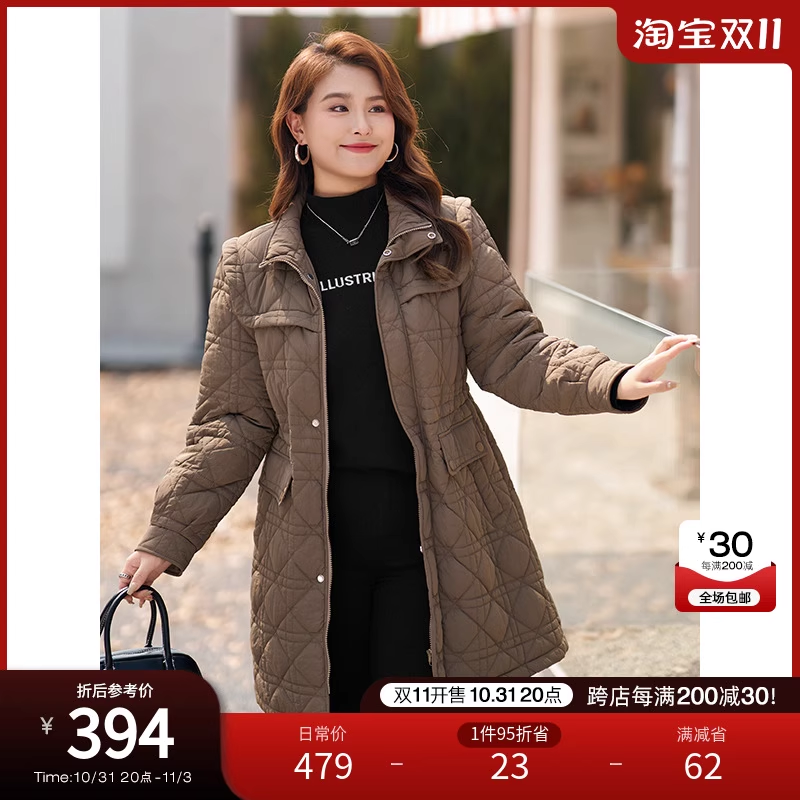 淘宝双11
ILLUSTRI
¥30
每满200减
全场包邮
双11开售 10.31 20点
跨店每满200减30!
折后参考价
¥394
Time:10/31 20点-11/3
日常价
1件95折省
满减省
479 - 23 - 62